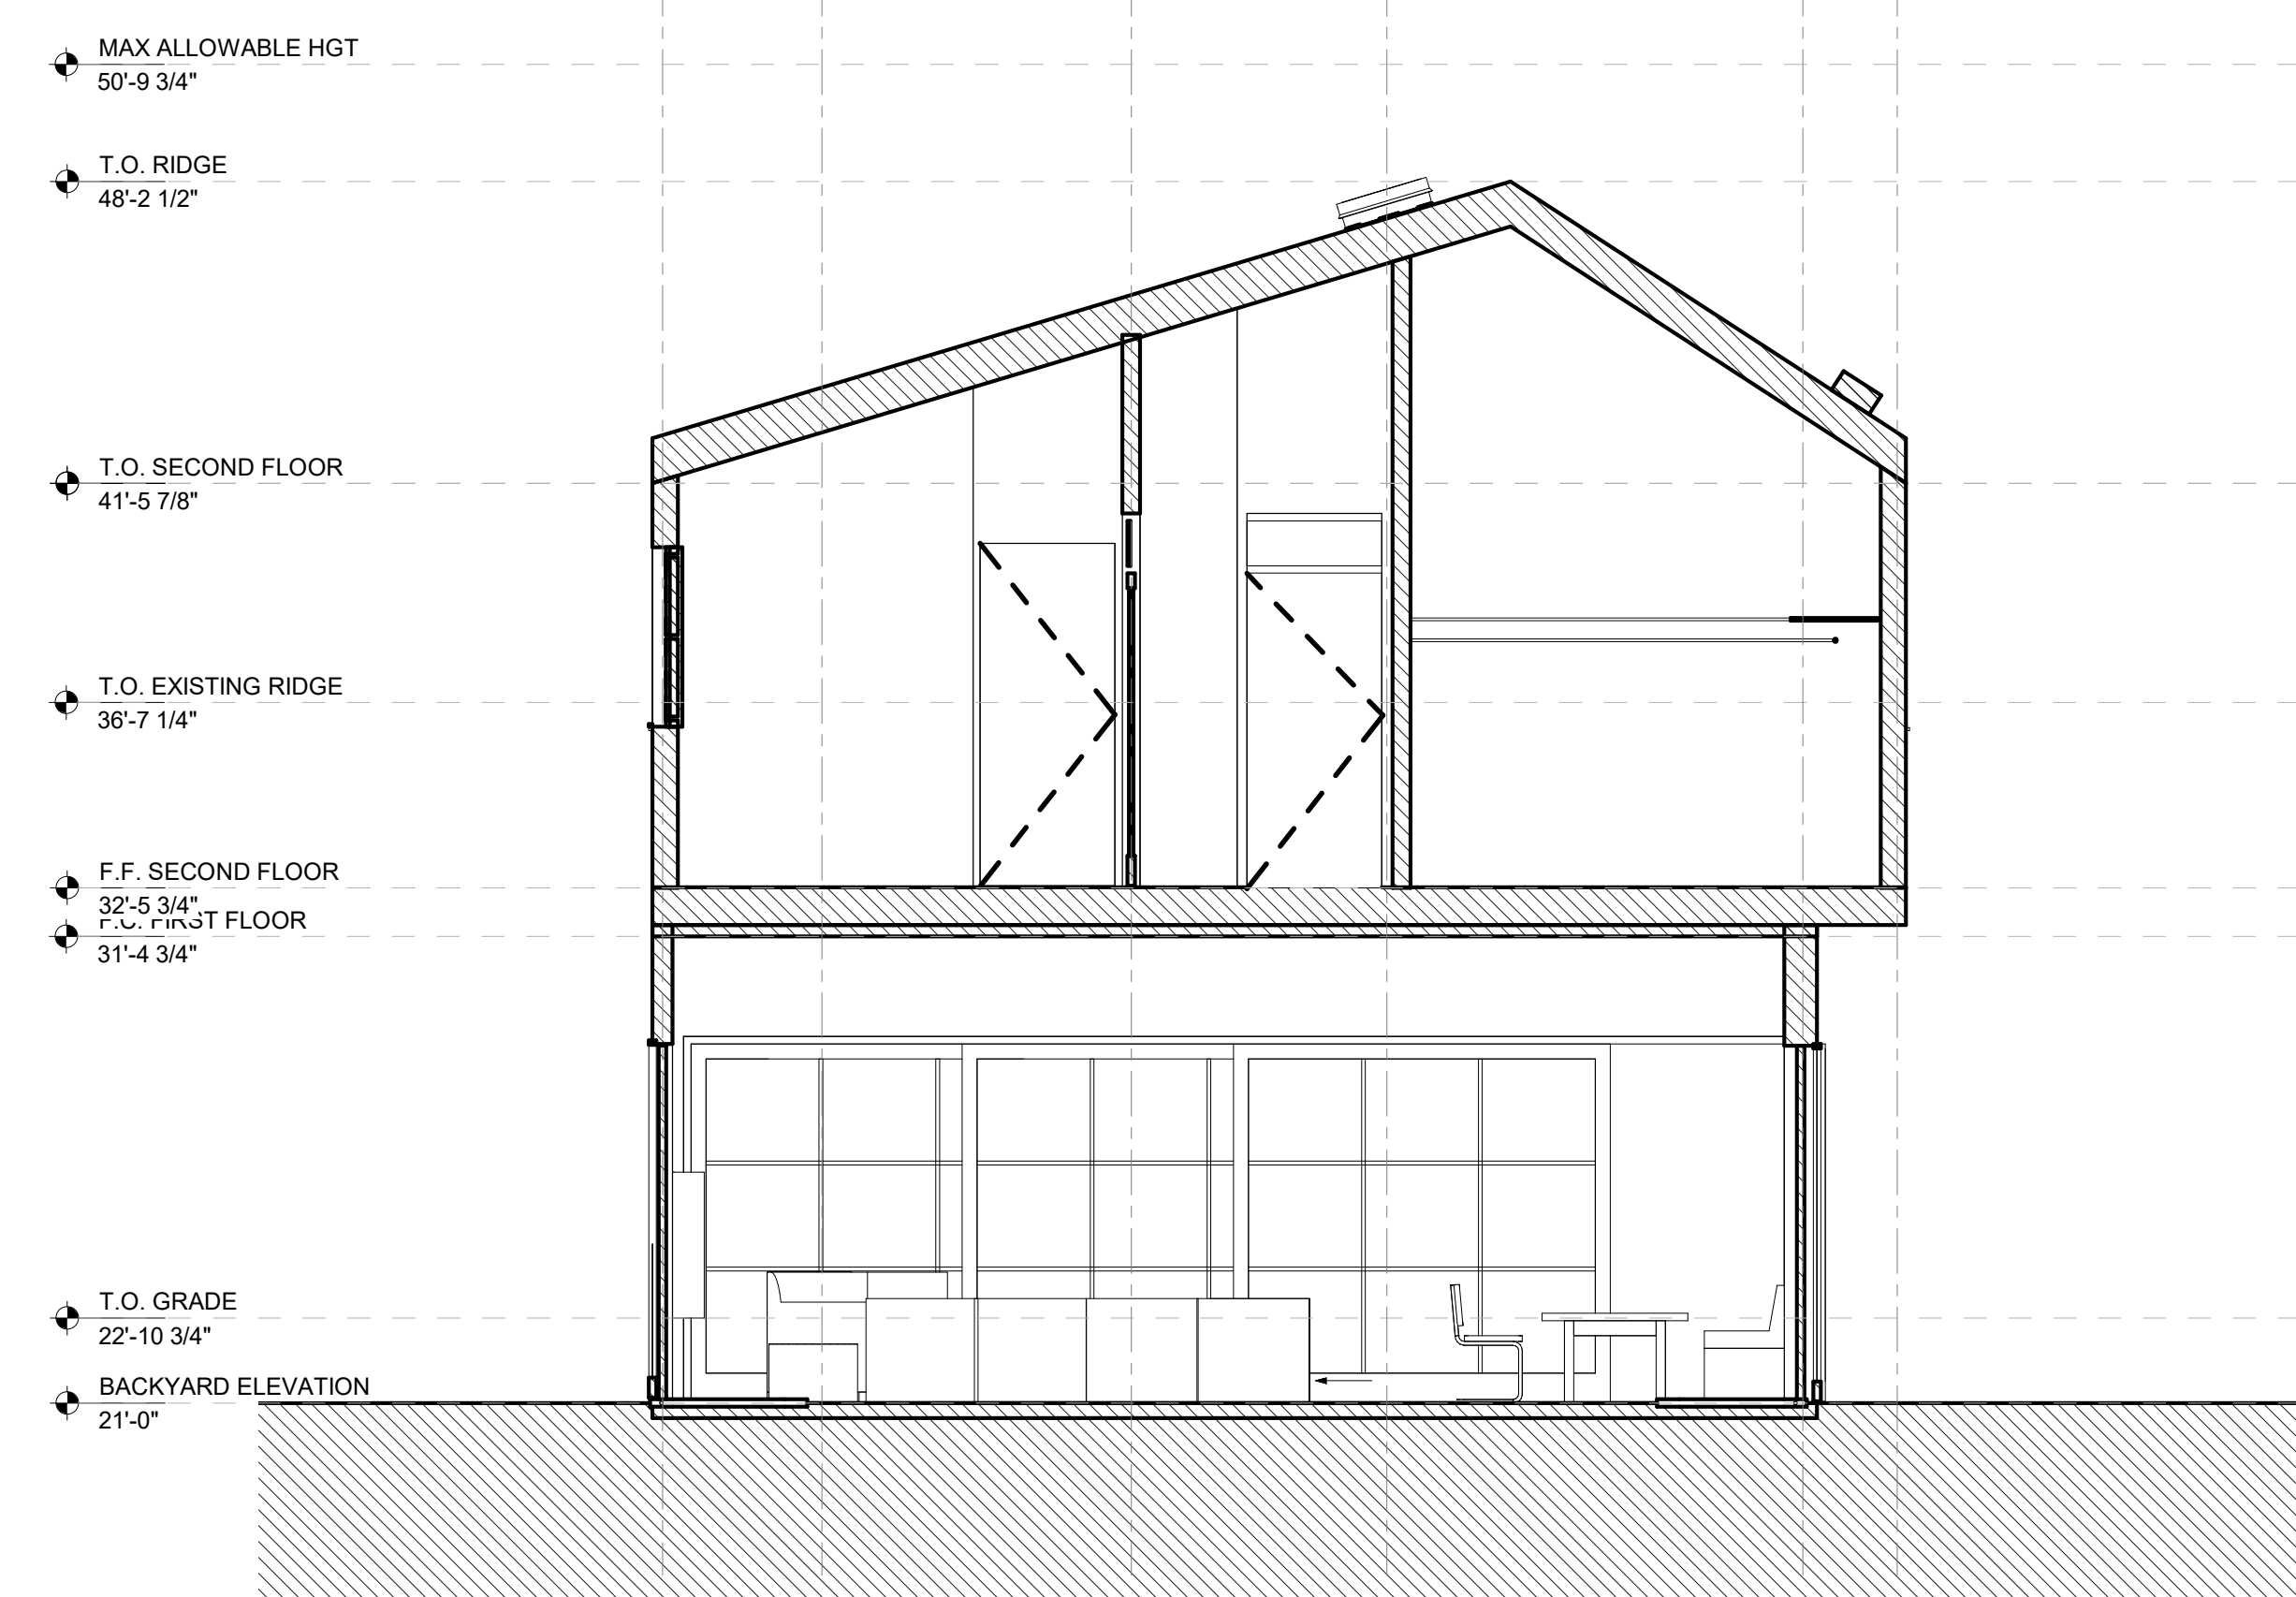 MAX ALLOWABLE HGT
50'-9 3/4"
T.O. RIDGE
48'-2 1/2"
T.O. SECOND FLOOR
41'-5 7/8"
T.O. EXISTING RIDGE
36'-7 1/4"
F.F. SECOND FLOOR
32'-5 3/4"
F.C. FIRST FLOOR
31'-4 3/4"
T.O. GRADE
22'-10 3/4"
BACKYARD ELEVATION
21'-0"